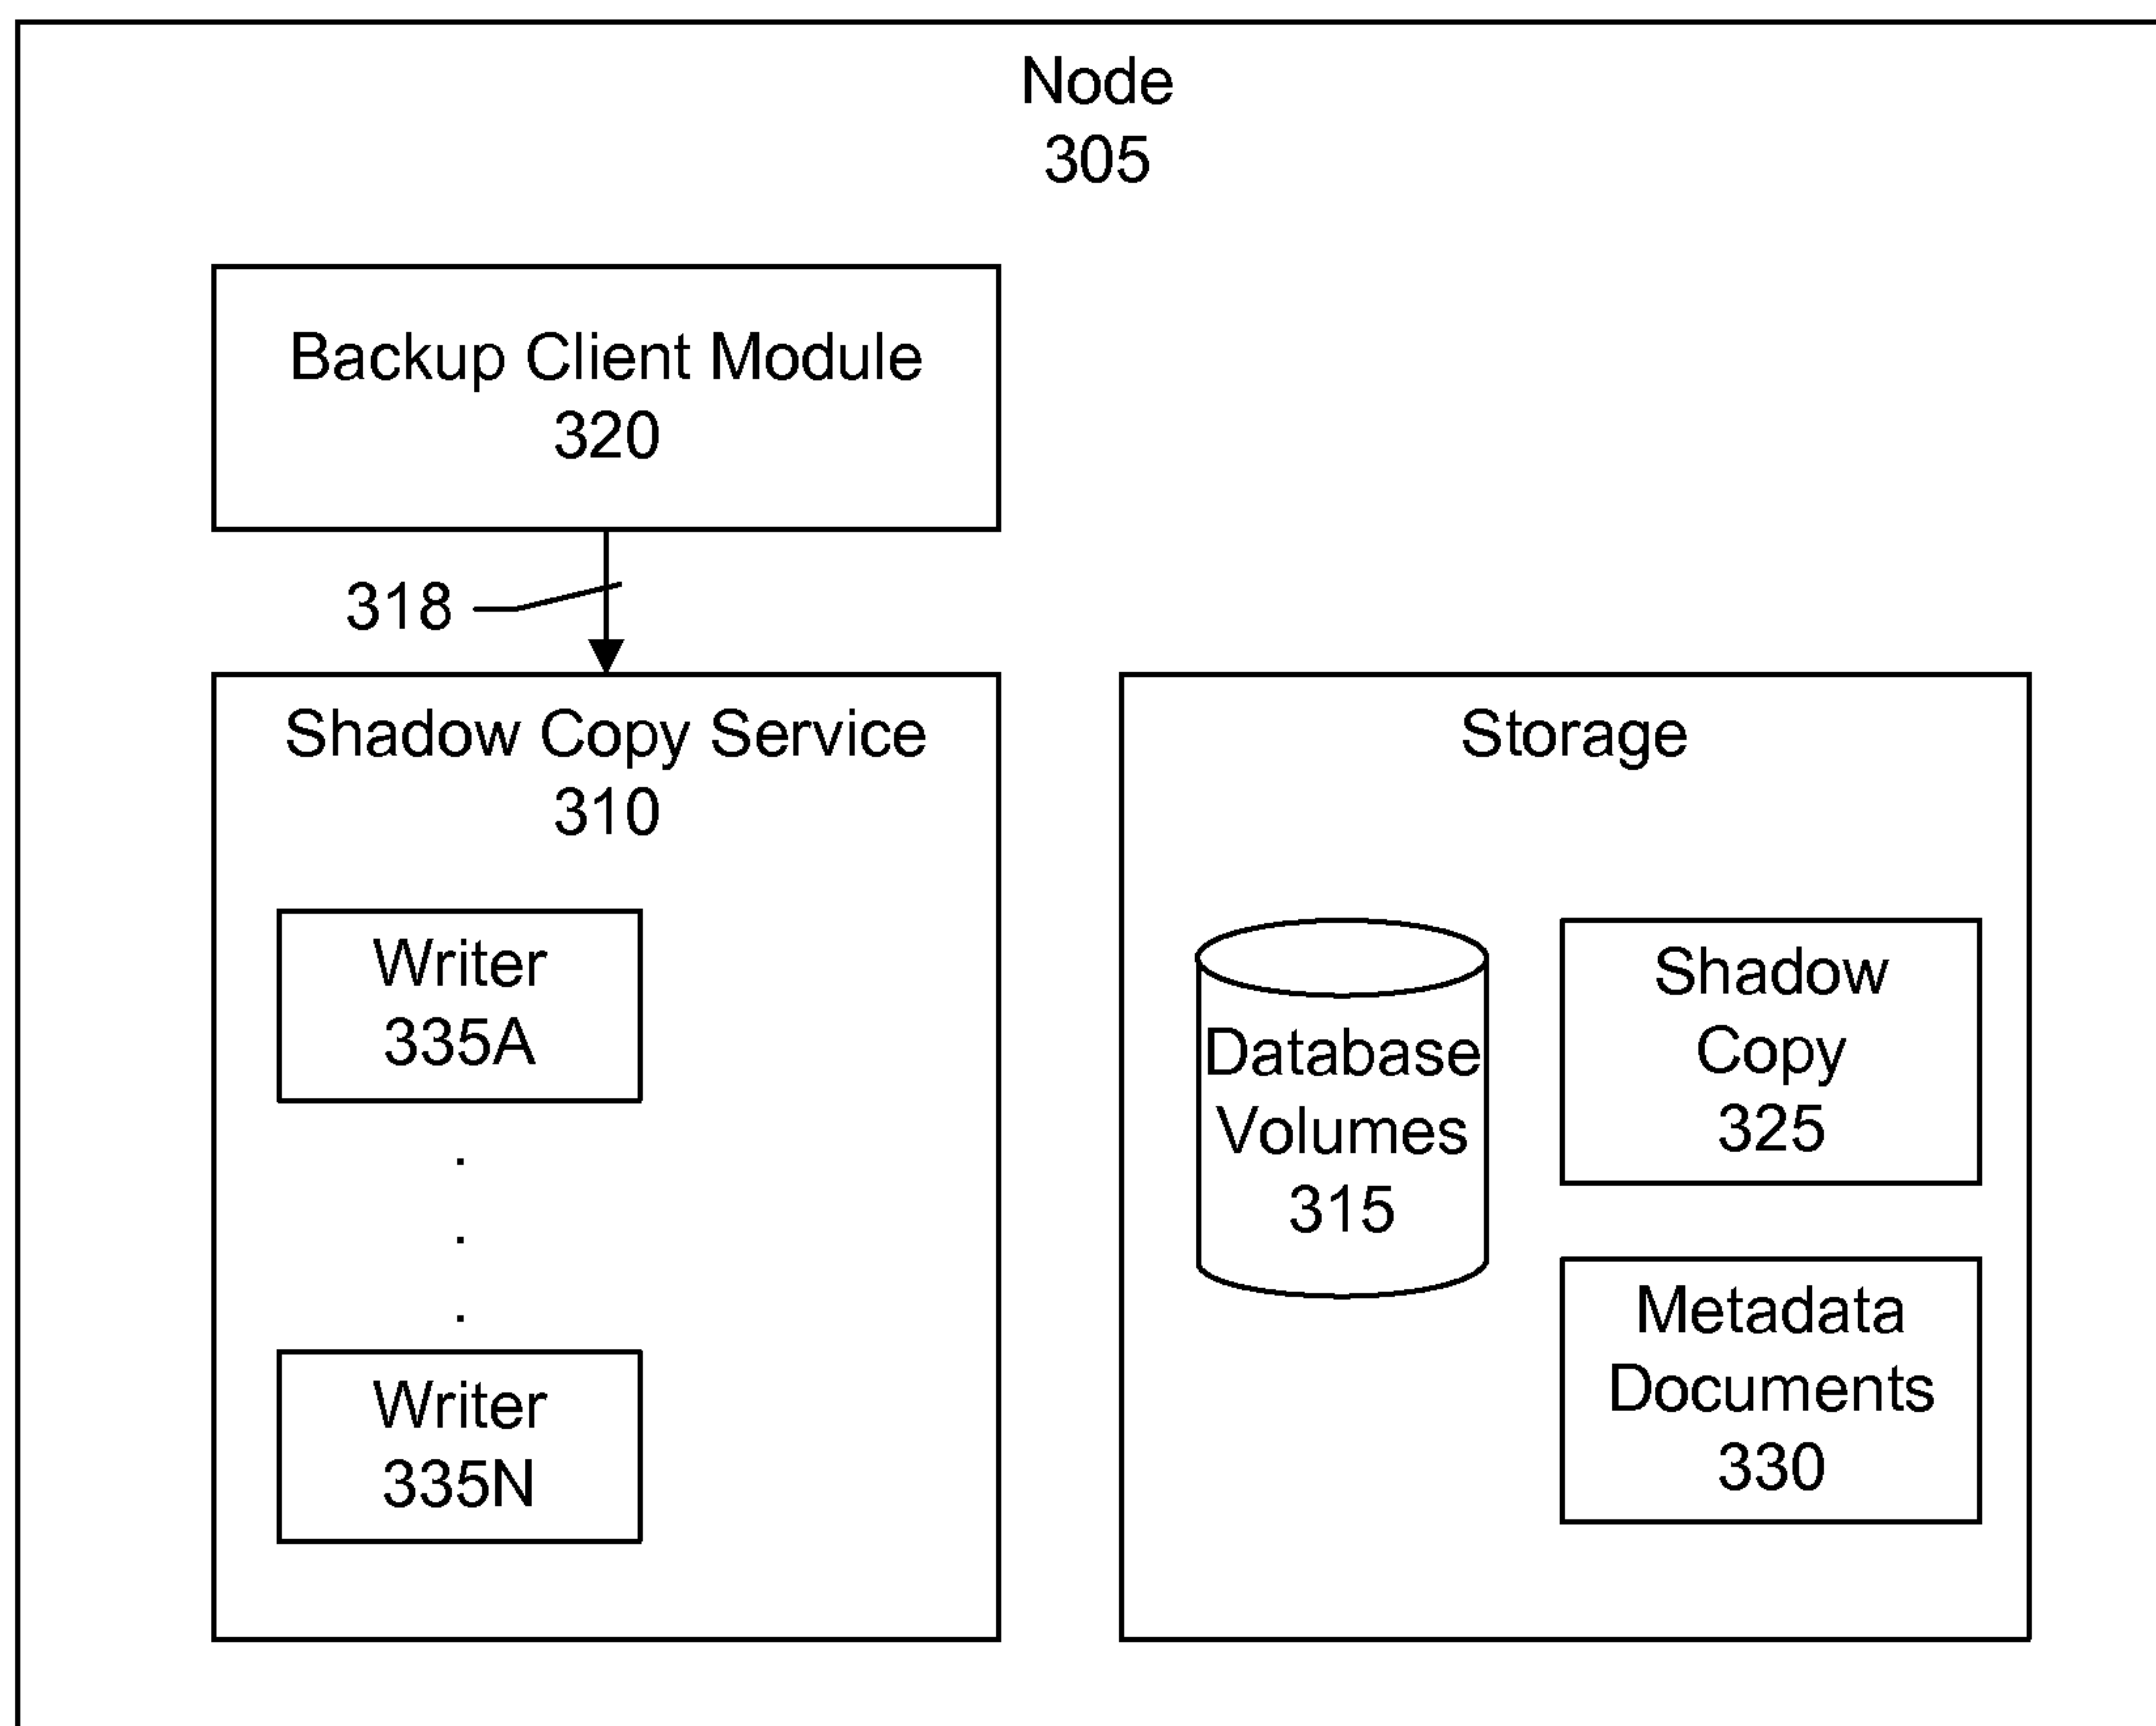 Node
305
Backup Client Module
320
318
Shadow Copy Service
310
Writer
335A
.
.
.
Writer
335N
Storage
Database
Volumes
315
Shadow
Copy
325
Metadata
Documents
330